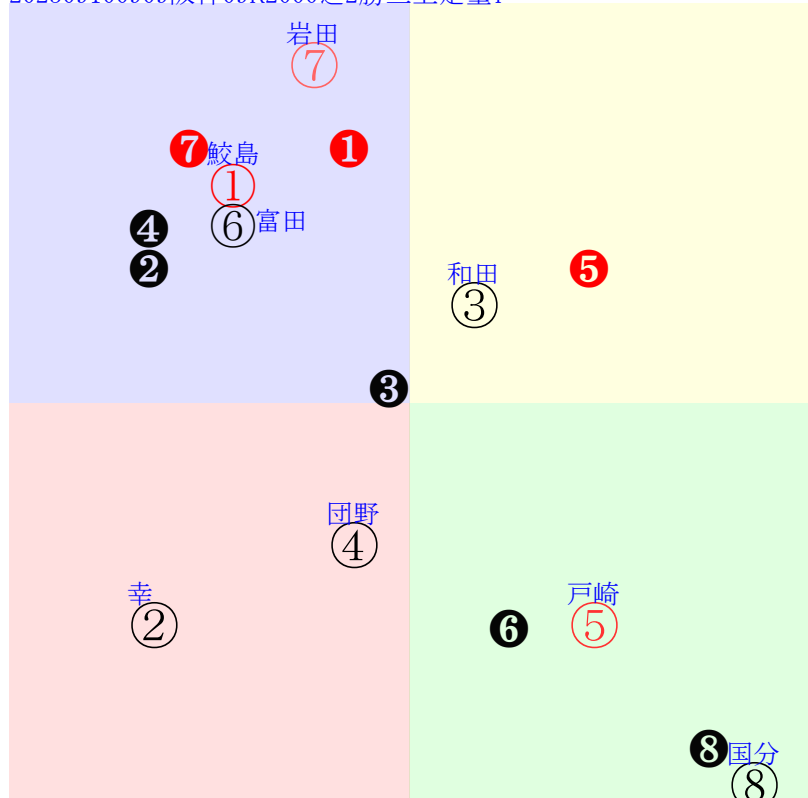 岩田
⑦
❼鮫島
❶
①
❹
⑥富田
❷
和田
❺
③
❸
団野
④
幸
戸崎
②
❻
⑤
❽国分
⑧